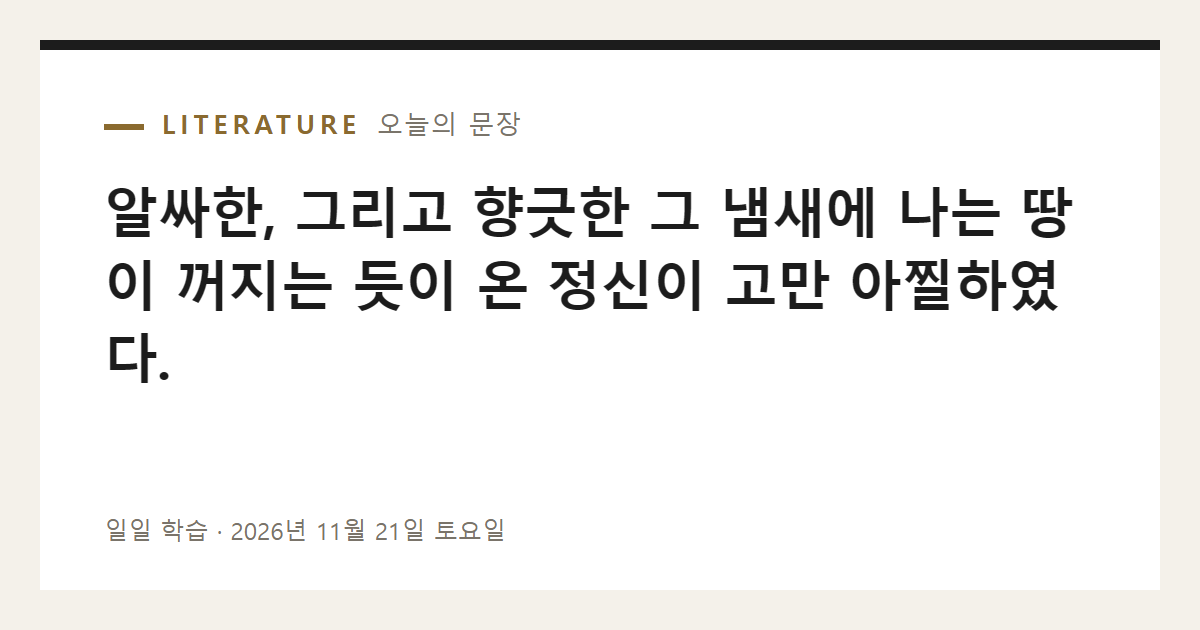 LITERATURE 오늘의 문장
알싸한, 그리고 향긋한 그 냄새에 나는 땅
이 꺼지는 듯이 온 정신이 고만 아찔하였
다.
일일 학습 · 2026년 11월 21일 토요일